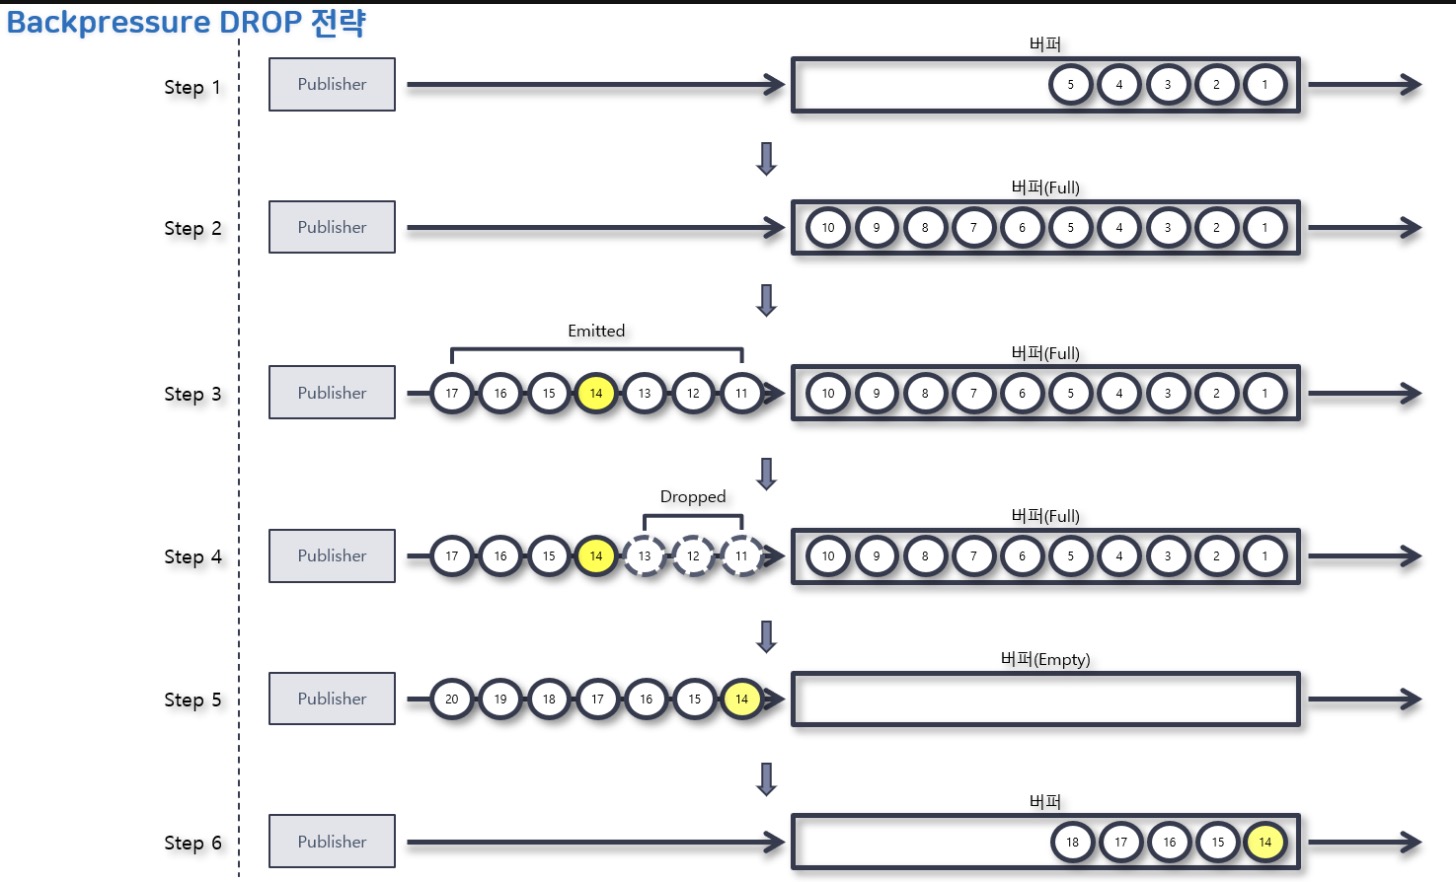 Backpressure DROP 전략
버퍼
Step 1
Publisher
5 4 3 2 1
버퍼(Full)
Step 2
Publisher
10 9 8 7 6 5 4 3 2 1
Emitted
버퍼(Full)
Step 3
Publisher
17 16 15 14 13 12 11
10 9 8 7 6 5 4 3 2 1
Dropped
버퍼(Full)
Step 4
Publisher
17 16 15 14 13 12 11
10 9 8 7 6 5 4 3 2 1
버퍼(Empty)
Step 5
Publisher
20 19 18 17 16 15 14
버퍼
Step 6
Publisher
18 17 16 15 14